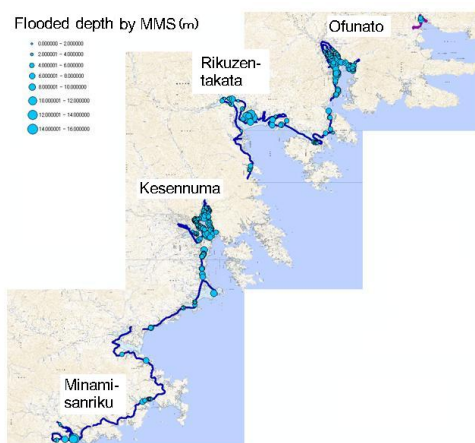 Flooded depth by MMS (m)
0.000000 - 2.000000
2.000001 - 4.000000
4.000001 - 6.000000
6.000001 - 8.000000
8.000001 - 10.000000
10.000001 - 12.000000
12.000001 - 14.000000
14.000001 - 16.000000
Ofunato
Rikuzen-
takata
Kesennuma
Minami-
sanriku